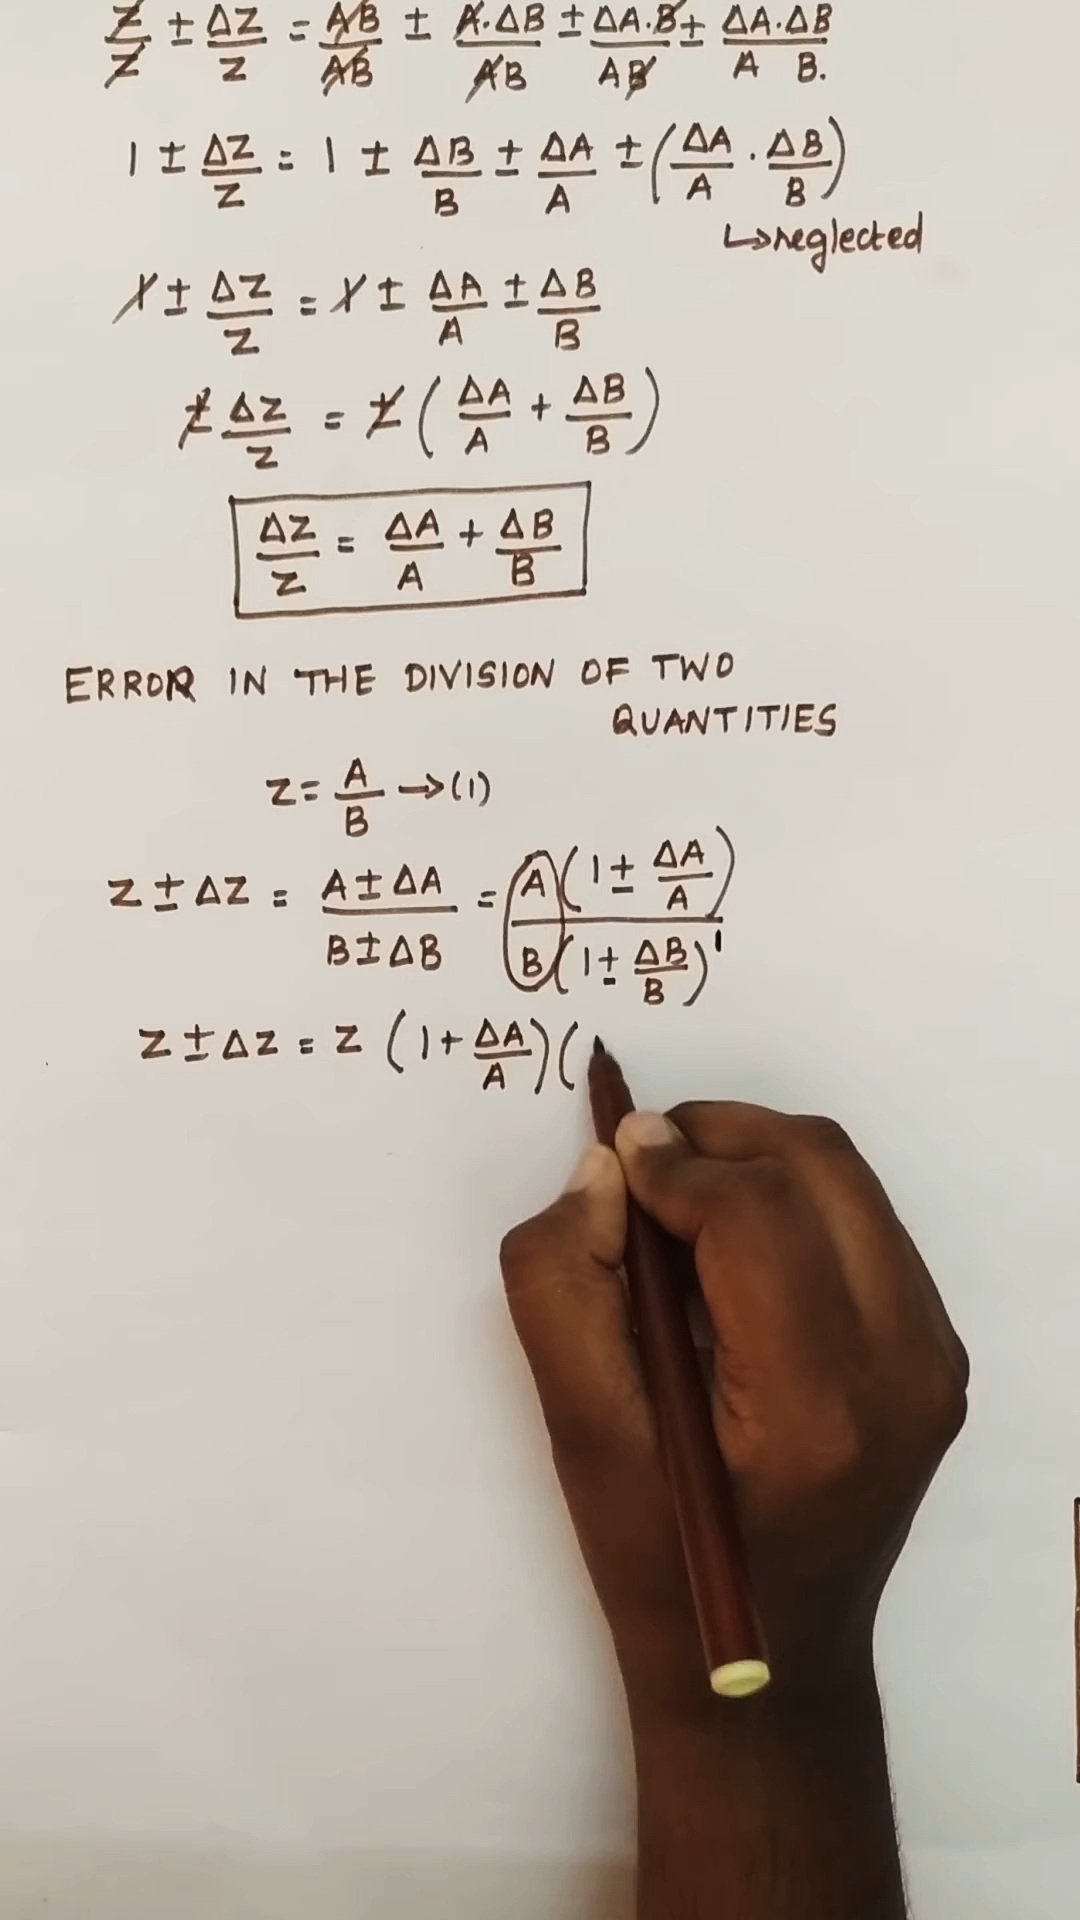 Z/Z ± ΔZ/Z = AB/AB ± A·ΔB/AB ± ΔA·B/AB ± ΔA·ΔB/A B.
1 ± ΔZ/Z = 1 ± ΔB/B ± ΔA/A ± (ΔA/A · ΔB/B)
↳neglected
1 ± ΔZ/Z = 1 ± ΔA/A ± ΔB/B
± ΔZ/Z = ± (ΔA/A + ΔB/B)
ΔZ/Z = ΔA/A + ΔB/B
ERROR IN THE DIVISION OF TWO
QUANTITIES
Z = A/B → (1)
Z ± ΔZ = A ± ΔA/B ± ΔB = A(1 ± ΔA/A)/B(1 ± ΔB/B)¹
Z ± ΔZ = Z (1 + ΔA/A) (